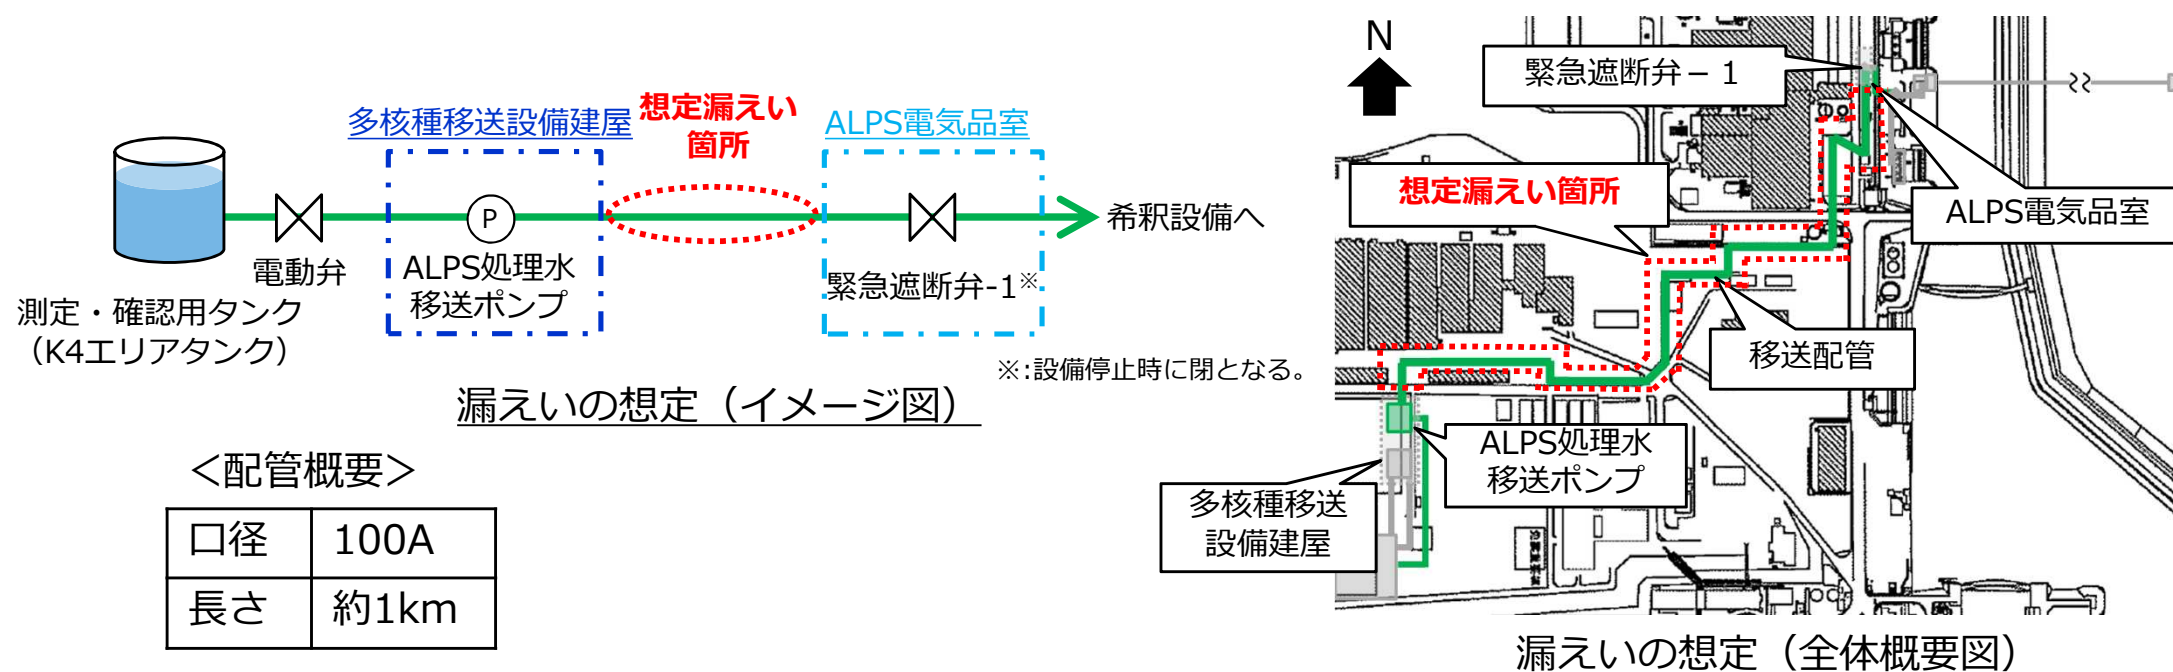 多核種移送設備建屋
想定漏えい
箇所
ALPS電気品室
P
希釈設備へ
電動弁
ALPS処理水
移送ポンプ
緊急遮断弁-1※
測定・確認用タンク
（K4エリアタンク）
※:設備停止時に閉となる。
漏えいの想定（イメージ図）
＜配管概要＞
口径 100A
長さ 約1km
N
緊急遮断弁－１
想定漏えい箇所
ALPS電気品室
移送配管
ALPS処理水
移送ポンプ
多核種移送
設備建屋
漏えいの想定（全体概要図）